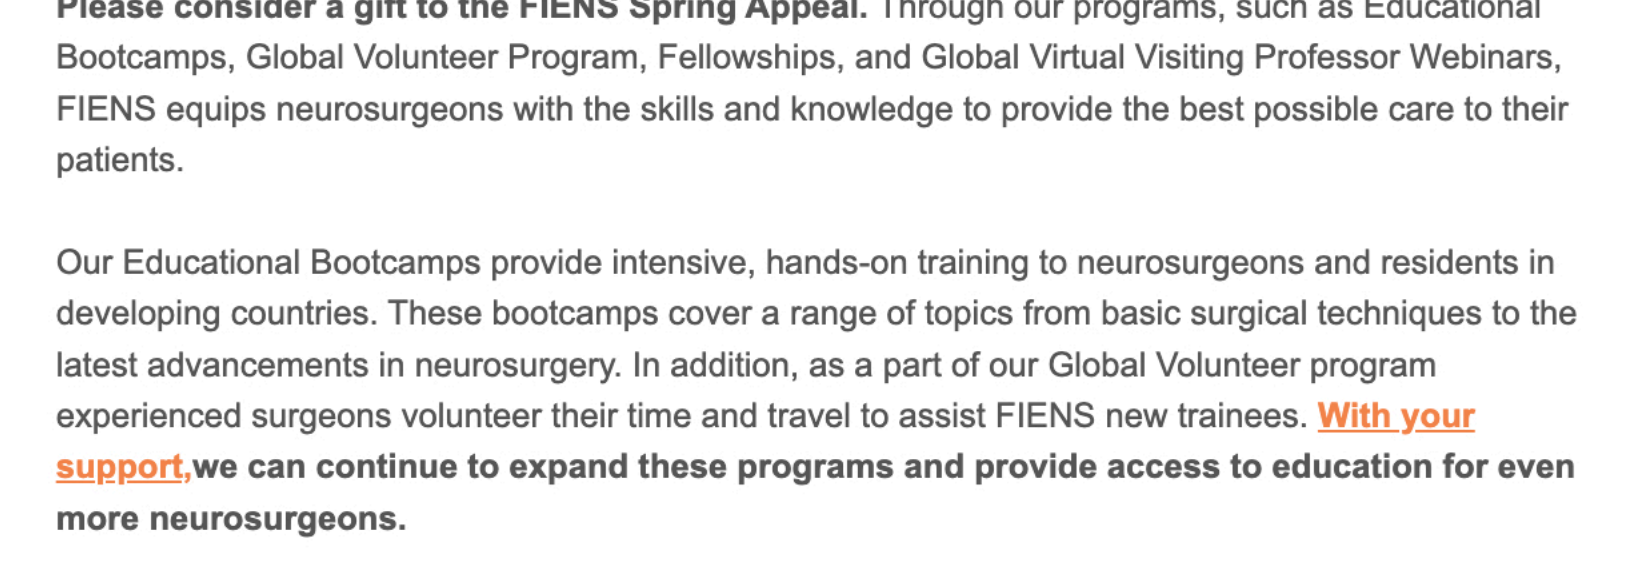 Please consider a gift to the FIENS Spring Appeal. Through our programs, such as Educational
Bootcamps, Global Volunteer Program, Fellowships, and Global Virtual Visiting Professor Webinars,
FIENS equips neurosurgeons with the skills and knowledge to provide the best possible care to their
patients.
Our Educational Bootcamps provide intensive, hands-on training to neurosurgeons and residents in
developing countries. These bootcamps cover a range of topics from basic surgical techniques to the
latest advancements in neurosurgery. In addition, as a part of our Global Volunteer program
experienced surgeons volunteer their time and travel to assist FIENS new trainees. With your
support,we can continue to expand these programs and provide access to education for even
more neurosurgeons.